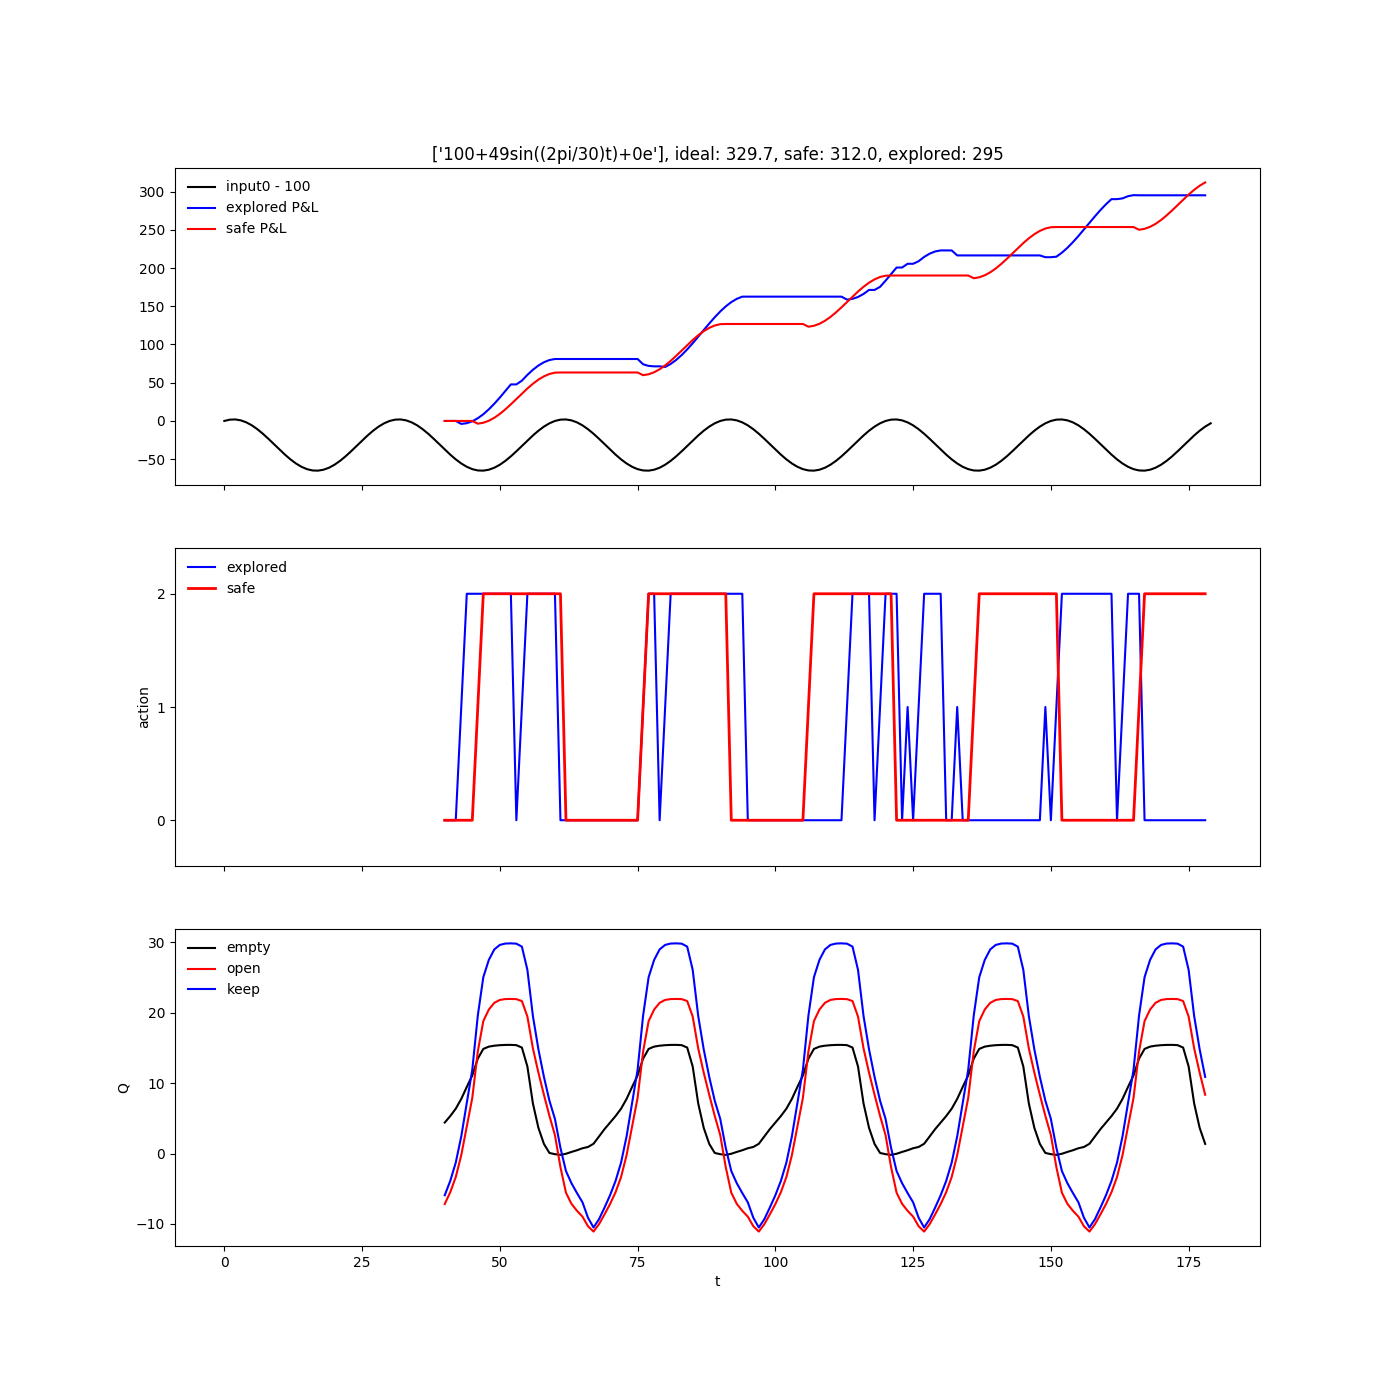 ['100+49sin((2pi/30)t)+0e'], ideal: 329.7, safe: 312.0, explored: 295
input0 - 100
explored P&L
safe P&L
300
250
200
150
100
50
0
−50
explored
safe
action
2
1
0
empty
open
keep
Q
30
20
10
0
−10
0 25 50 75 100 125 150 175
t